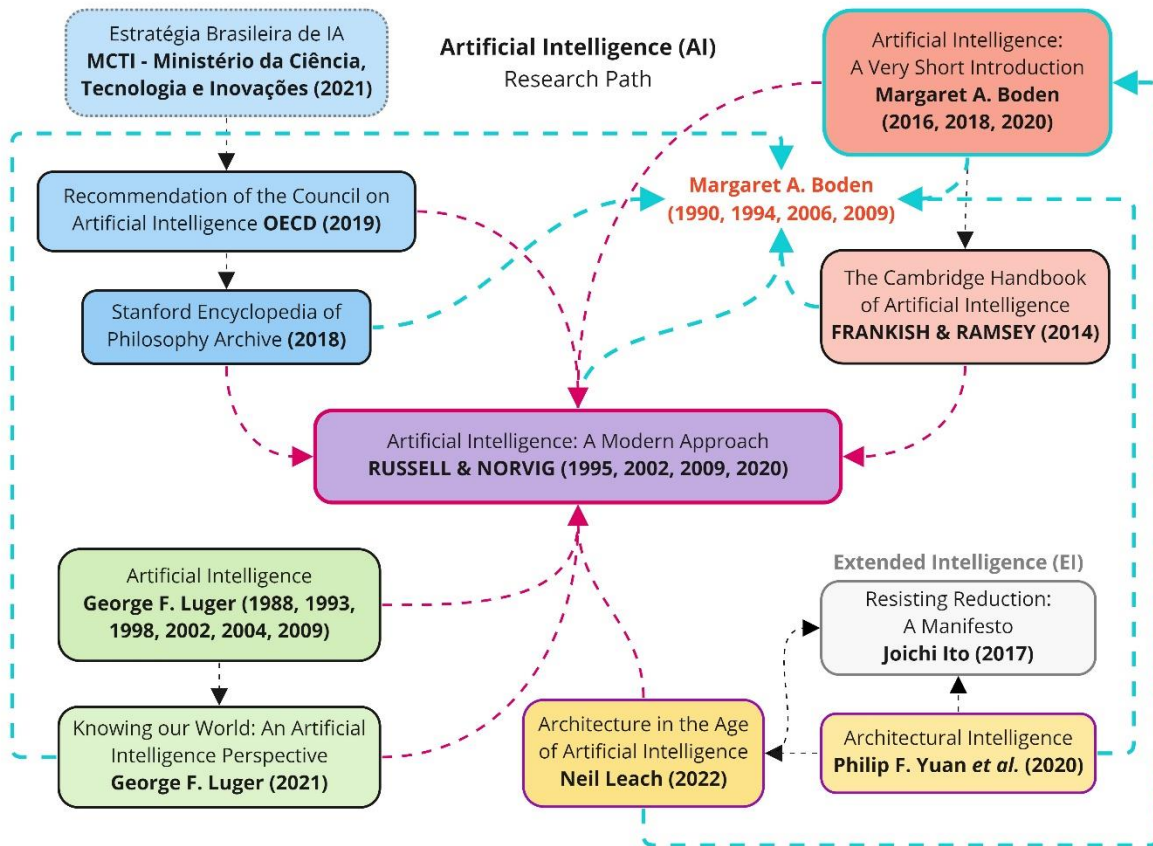 Estratégia Brasileira de IA
MCTI - Ministério da Ciência,
Tecnologia e Inovações (2021)
Artificial Intelligence (AI)
Research Path
Artificial Intelligence:
A Very Short Introduction
Margaret A. Boden
(2016, 2018, 2020)
Recommendation of the Council on
Artificial Intelligence OECD (2019)
Margaret A. Boden
(1990, 1994, 2006, 2009)
Stanford Encyclopedia of
Philosophy Archive (2018)
The Cambridge Handbook
of Artificial Intelligence
FRANKISH & RAMSEY (2014)
Artificial Intelligence: A Modern Approach
RUSSELL & NORVIG (1995, 2002, 2009, 2020)
Artificial Intelligence
George F. Luger (1988, 1993,
1998, 2002, 2004, 2009)
Extended Intelligence (EI)
Resisting Reduction:
A Manifesto
Joichi Ito (2017)
Knowing our World: An Artificial
Intelligence Perspective
George F. Luger (2021)
Architecture in the Age
of Artificial Intelligence
Neil Leach (2022)
Architectural Intelligence
Philip F. Yuan et al. (2020)